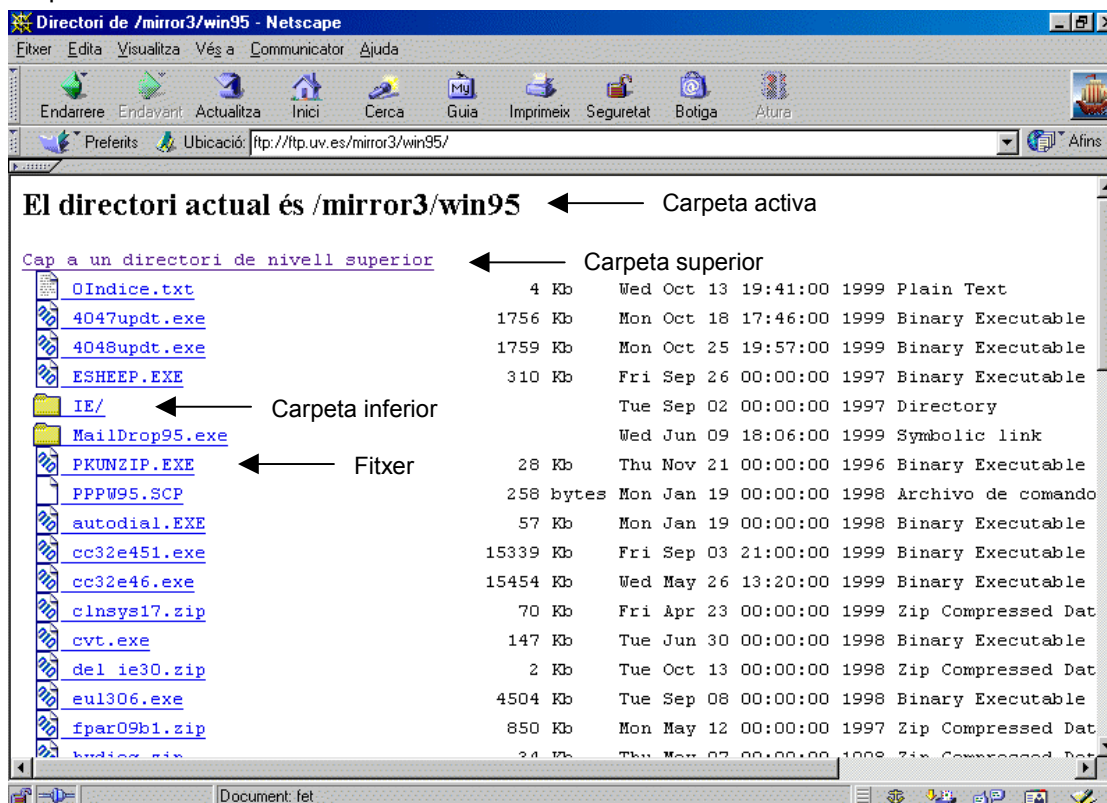 Directori de /mirror3/win95 - Netscape
Fitxer Edita Visualitza Vés a Communicator Ajuda
My
Endarrere Endavant Actualitza Inici Cerca Guia Imprimeix Seguretat Botiga Atura
Preferits Ubicació: ftp://ftp.uv.es/mirror3/win95/ Afins
El directori actual és /mirror3/win95 Carpeta activa
Cap a un directori de nivell superior Carpeta superior
0Indice.txt 4 Kb Wed Oct 13 19:41:00 1999 Plain Text
4047updt.exe 1756 Kb Mon Oct 18 17:46:00 1999 Binary Executable
4048updt.exe 1759 Kb Mon Oct 25 19:57:00 1999 Binary Executable
ESHEEP.EXE 310 Kb Fri Sep 26 00:00:00 1997 Binary Executable
IE/ Carpeta inferior Tue Sep 02 00:00:00 1997 Directory
MailDrop95.exe Wed Jun 09 18:06:00 1999 Symbolic link
PKUNZIP.EXE Fitxer 28 Kb Thu Nov 21 00:00:00 1996 Binary Executable
PPPW95.SCP 258 bytes Mon Jan 19 00:00:00 1998 Archivo de comando
autodial.EXE 57 Kb Mon Jan 19 00:00:00 1998 Binary Executable
cc32e451.exe 15339 Kb Fri Sep 03 21:00:00 1999 Binary Executable
cc32e46.exe 15454 Kb Wed May 26 13:20:00 1999 Binary Executable
clnsys17.zip 70 Kb Fri Apr 23 00:00:00 1999 Zip Compressed Dat
cvt.exe 147 Kb Tue Jun 30 00:00:00 1998 Binary Executable
del ie30.zip 2 Kb Tue Oct 13 00:00:00 1998 Zip Compressed Dat
eul306.exe 4504 Kb Tue Sep 08 00:00:00 1998 Binary Executable
fpar09b1.zip 850 Kb Mon May 12 00:00:00 1997 Zip Compressed Dat
Document: fet